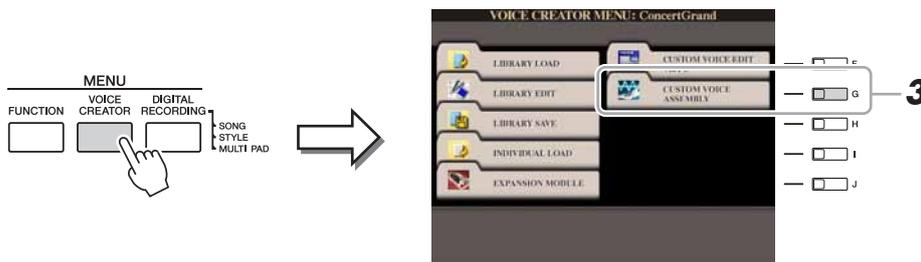 MENU
FUNCTION
VOICE CREATOR
DIGITAL RECORDING
SONG
STYLE
MULTI PAD
VOICE CREATOR MENU: ConcertGrand
LIBRARY LOAD
LIBRARY EDIT
LIBRARY SAVE
INDIVIDUAL LOAD
EXPANSION MODULE
CUSTOM VOICE EDIT
CUSTOM VOICE
ASSEMBLY
F
G
H
I
J
3